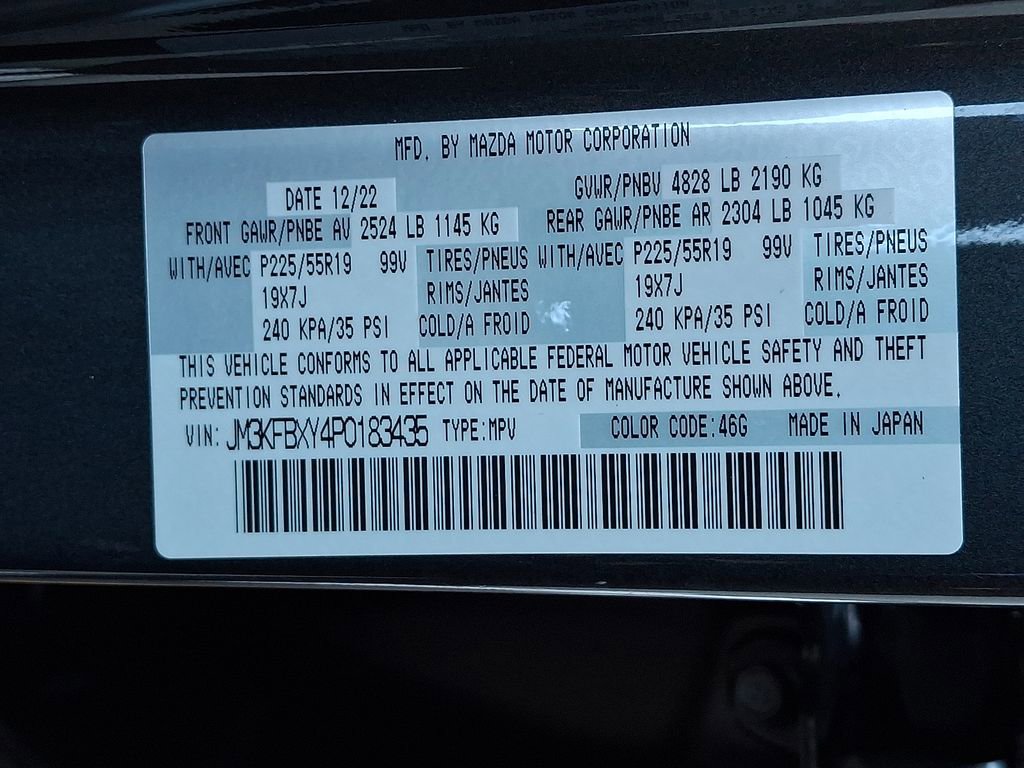 MFD. BY MAZDA MOTOR CORPORATION
DATE 12/22 GVWR/PNBV 4828 LB 2190 KG
FRONT GAWR/PNBE AV 2524 LB 1145 KG REAR GAWR/PNBE AR 2304 LB 1045 KG
WITH/AVEC P225/55R19 99V TIRES/PNEUS WITH/AVEC P225/55R19 99V TIRES/PNEUS
19X7J RIMS/JANTES 19X7J RIMS/JANTES
240 KPA/35 PSI COLD/A FROID 240 KPA/35 PSI COLD/A FROID
THIS VEHICLE CONFORMS TO ALL APPLICABLE FEDERAL MOTOR VEHICLE SAFETY AND THEFT
PREVENTION STANDARDS IN EFFECT ON THE DATE OF MANUFACTURE SHOWN ABOVE.
VIN: JM3KFBXY4P0183435 TYPE:MPV COLOR CODE:46G MADE IN JAPAN